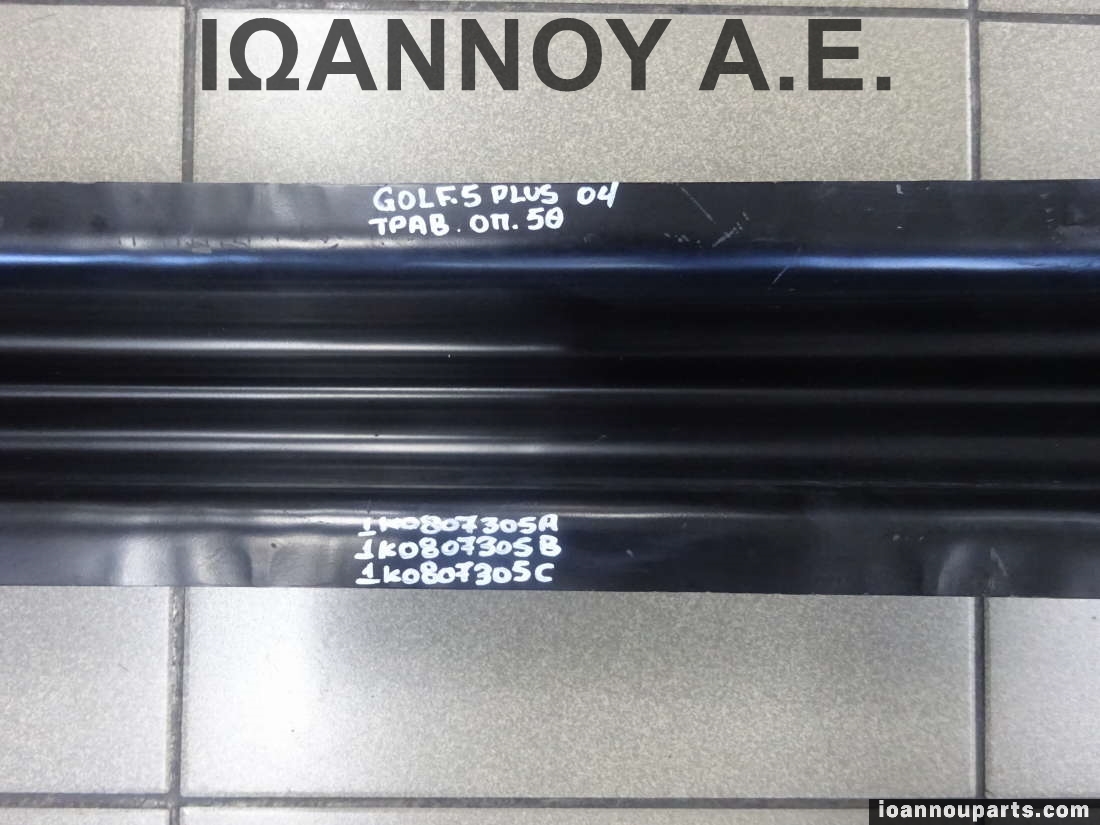 ΙΩΑΝΝΟΥ Α.Ε.
GOLF.5 PLUS 04
ΤΡΑΒ. ΟΠ. 5Θ
1K0807305A
1K0807305B
1K0807305C
ioannouparts.com